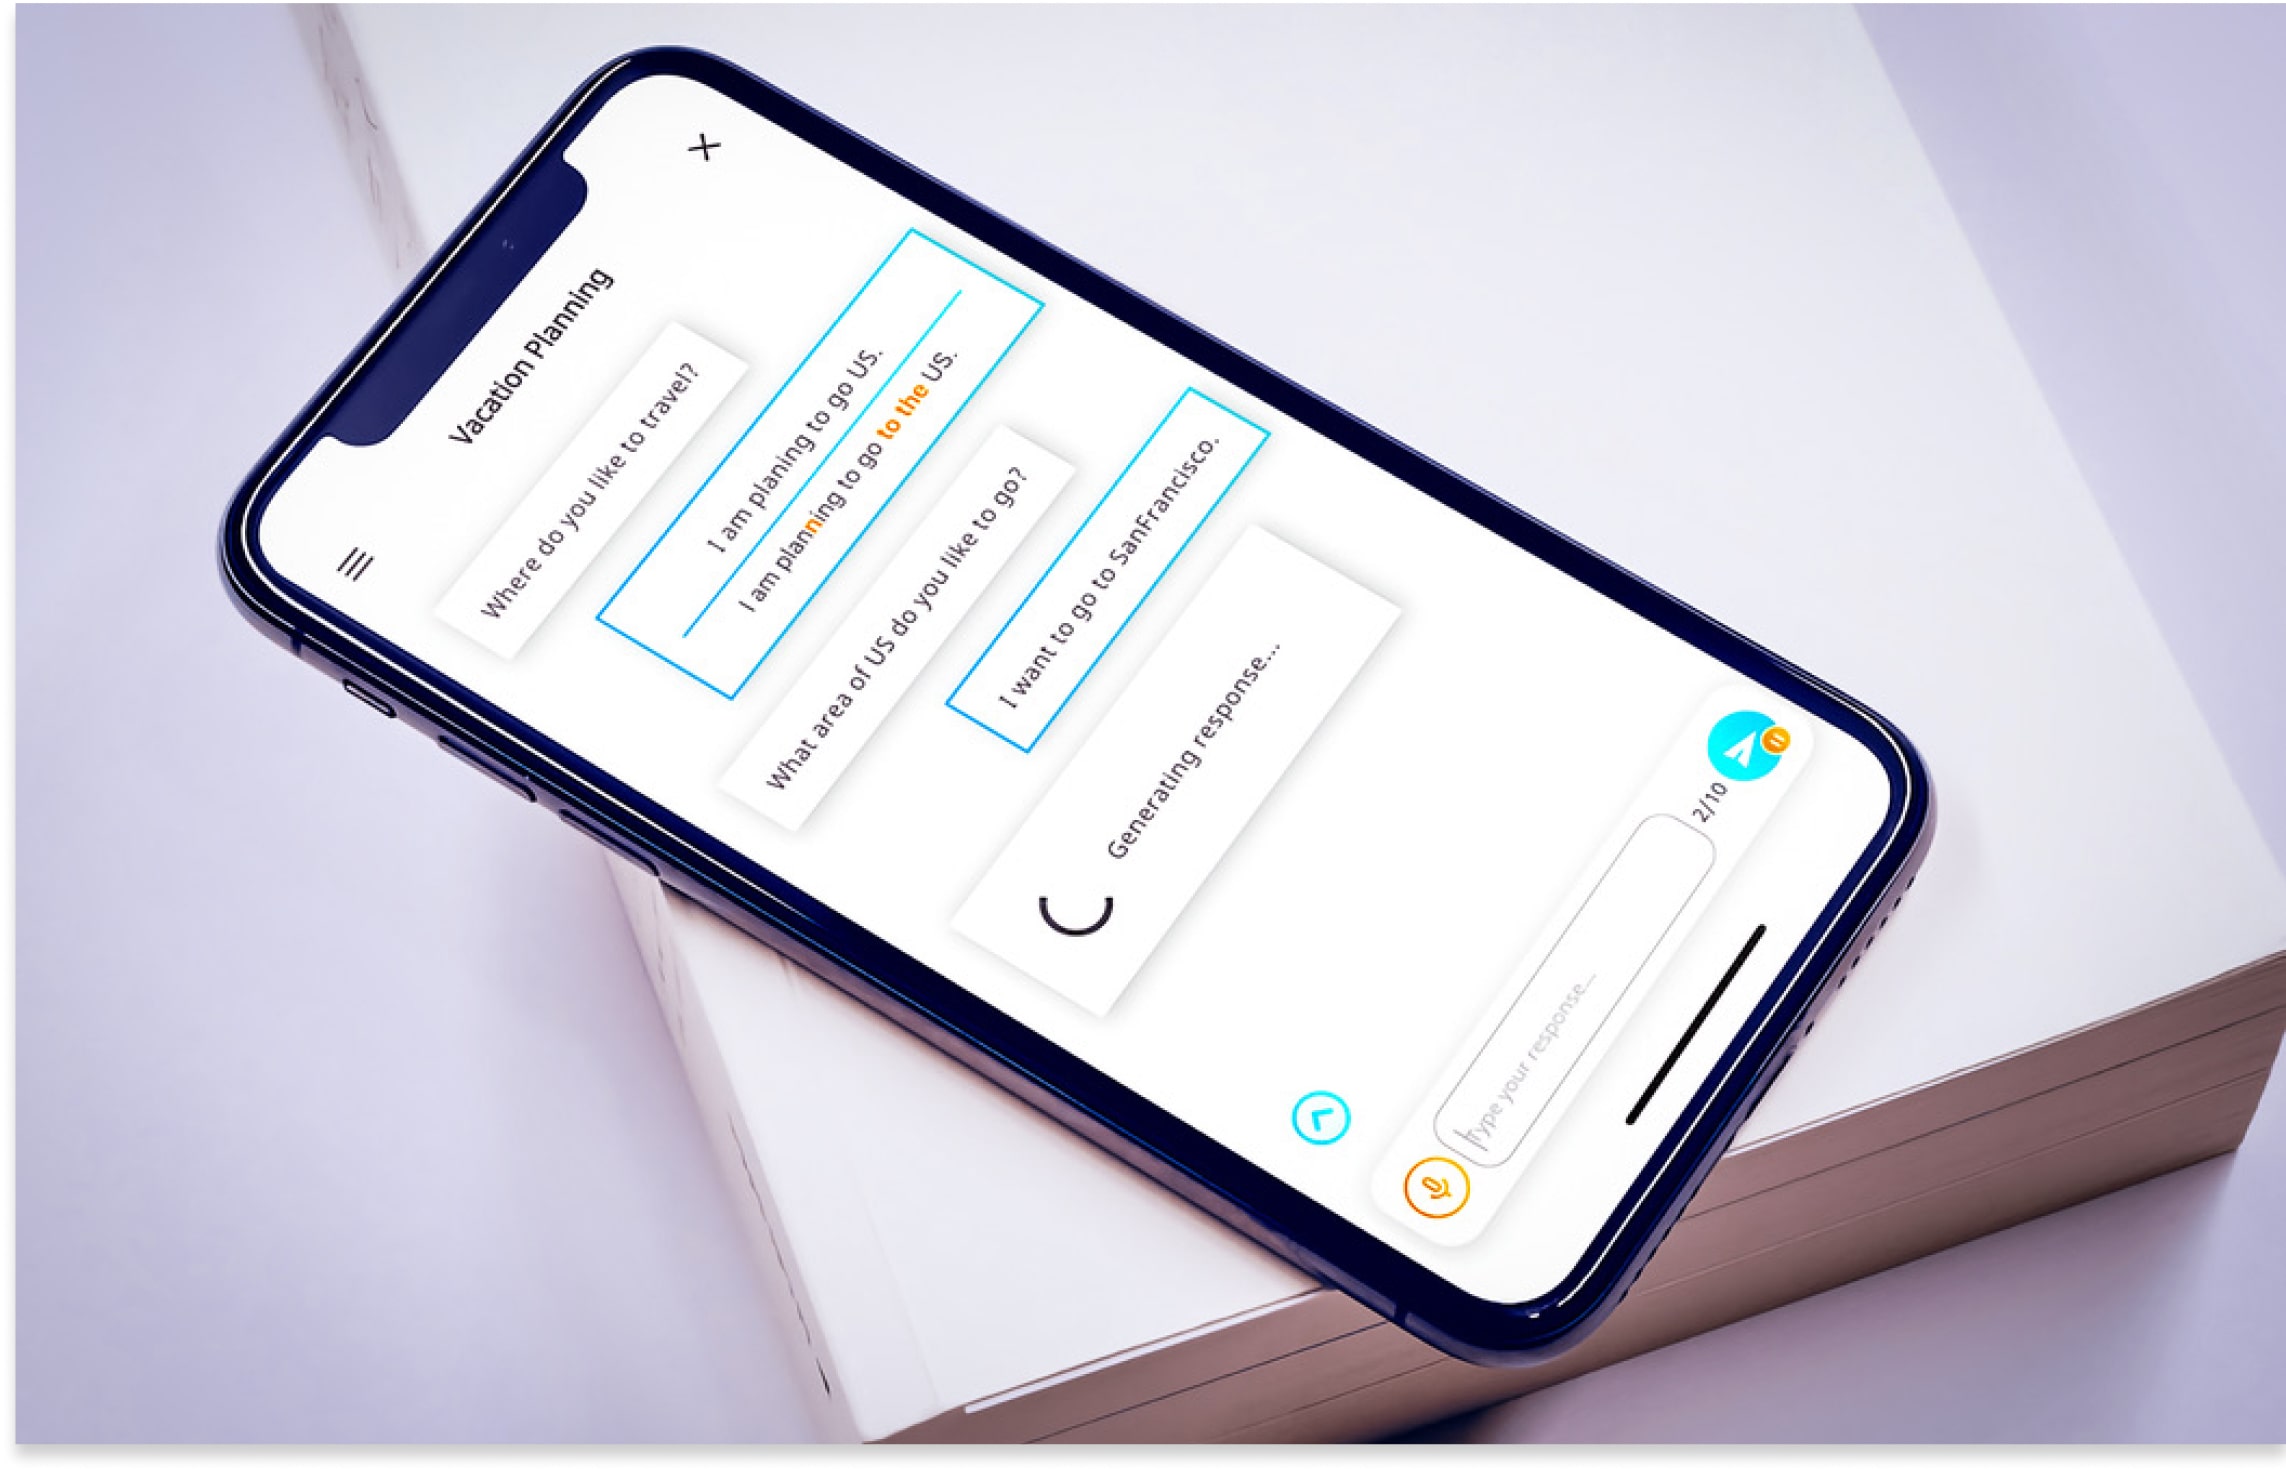 Vacation Planning
Where do you like to travel?
I am planing to go US.
I am planning to go to the US.
What area of US do you like to go?
I want to go to SanFrancisco.
Generating response...
Type your response...
2/10